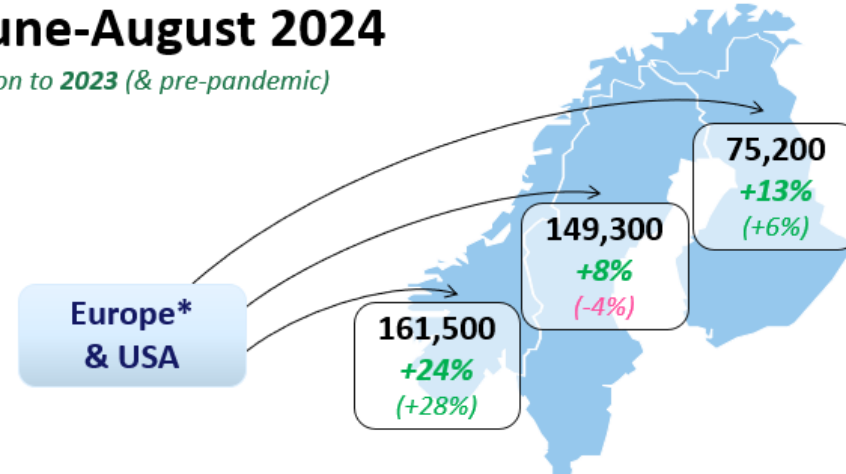 une-August 2024
on to 2023 (& pre-pandemic)
75,200
+13%
(+6%)
149,300
+8%
(-4%)
Europe*
& USA
161,500
+24%
(+28%)